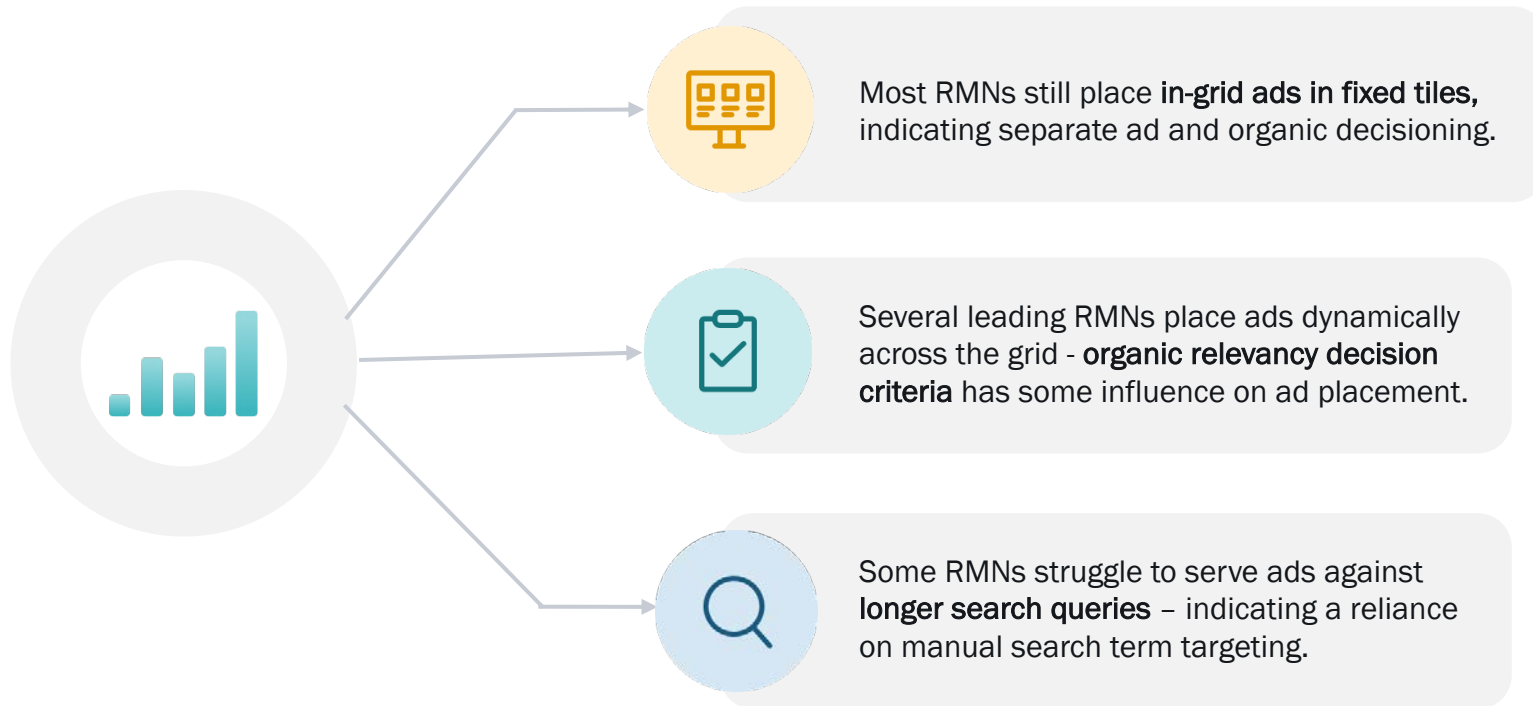 Most RMNs still place in-grid ads in fixed tiles,
indicating separate ad and organic decisioning.
Several leading RMNs place ads dynamically
across the grid - organic relevancy decision
criteria has some influence on ad placement.
Some RMNs struggle to serve ads against
longer search queries – indicating a reliance
on manual search term targeting.